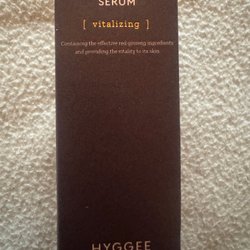 SERUM
[ vitalizing ]
Containing the effective red ginseng ingredients
and providing the vitality to its skin
HYGGEE